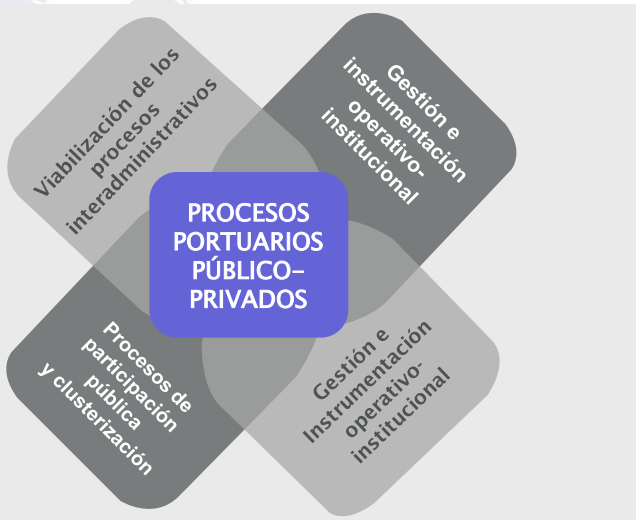 Viabilización de los
procesos
interadministrativos
Gestión e
instrumentación
operativo-
institucional
PROCESOS
PORTUARIOS
PÚBLICO-
PRIVADOS
Procesos de
participación
pública
y clusterización
Gestión e
Instrumentación
operativo-
institucional